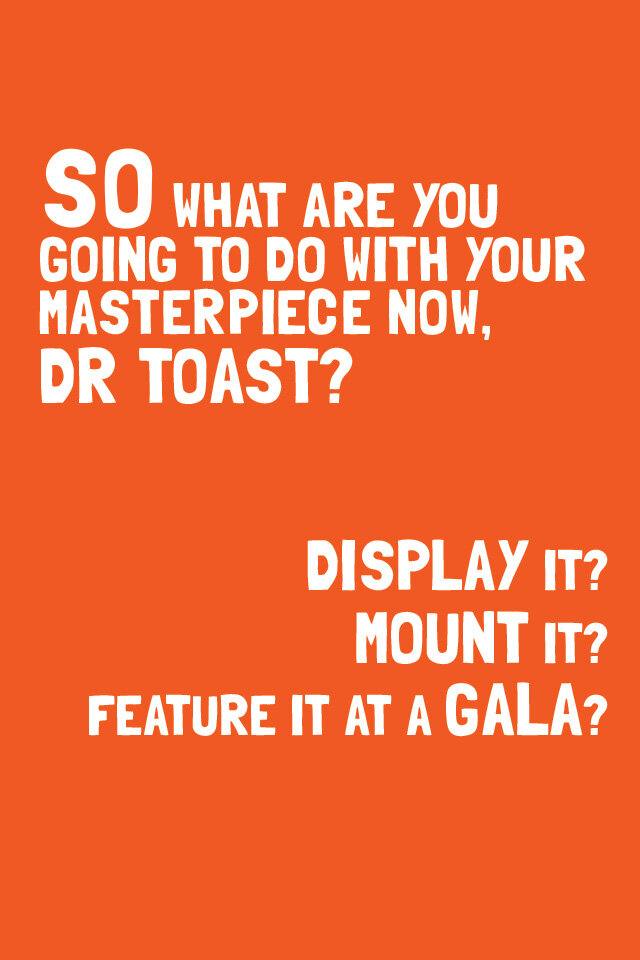 SO WHAT ARE YOU
GOING TO DO WITH YOUR
MASTERPIECE NOW,
DR TOAST?
DISPLAY IT?
MOUNT IT?
FEATURE IT AT A GALA?